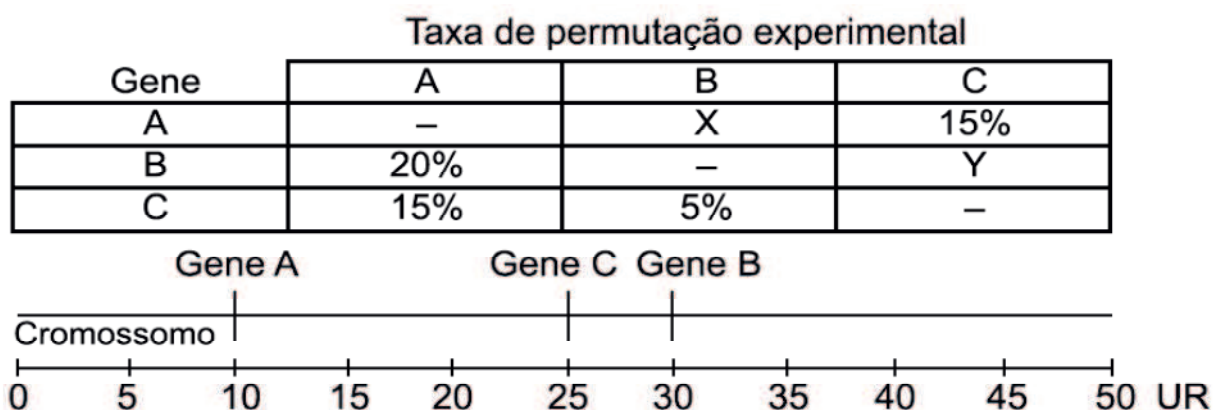 Taxa de permutação experimental
Gene A B C
A – X 15%
B 20% – Y
C 15% 5% –
Gene A Gene C Gene B
Cromossomo
0 5 10 15 20 25 30 35 40 45 50 UR